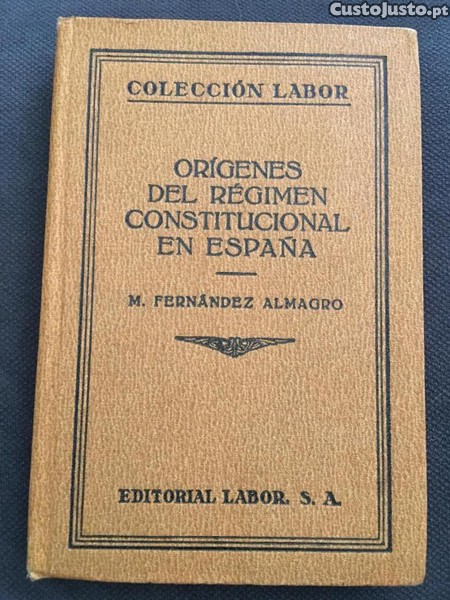 CustoJusto.pt
COLECCIÓN LABOR
ORÍGENES
DEL RÉGIMEN
CONSTITUCIONAL
EN ESPAÑA
M. FERNÁNDEZ ALMAGRO
EDITORIAL LABOR. S. A.